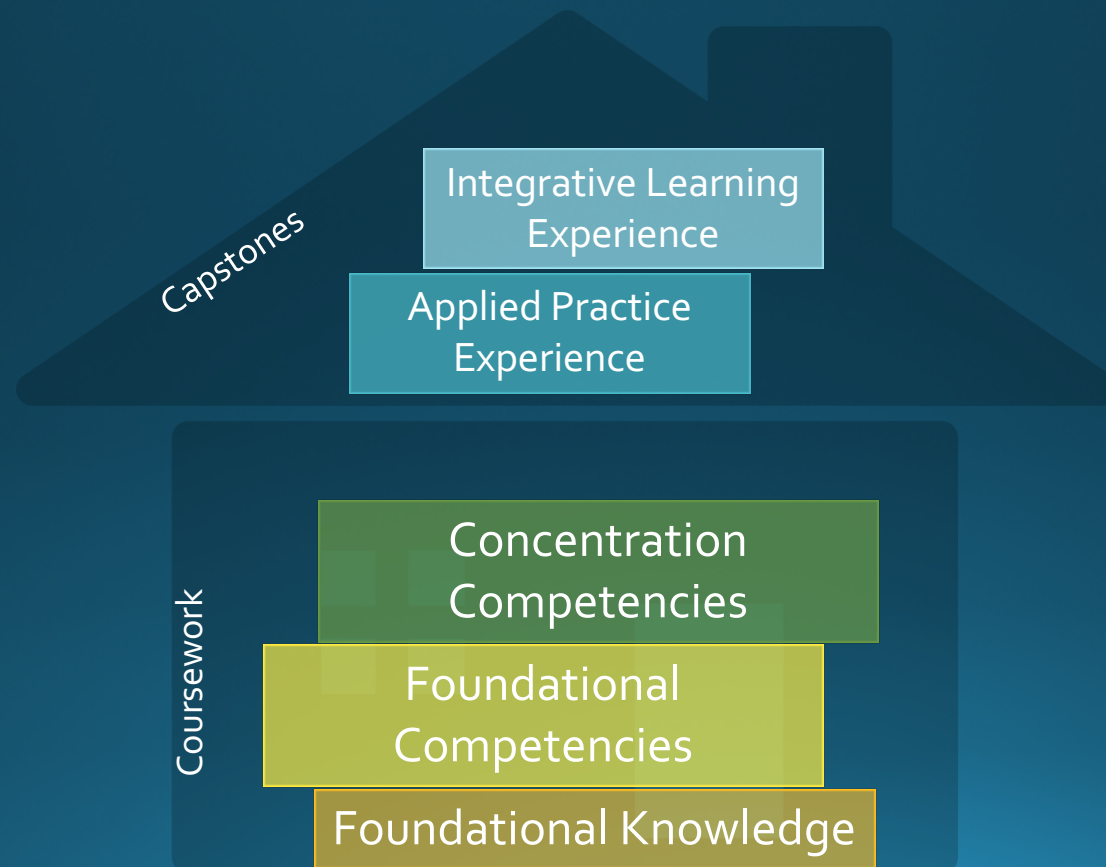 Integrative Learning
Experience
Capstones
Applied Practice
Experience
Concentration
Competencies
Coursework
Foundational
Competencies
Foundational Knowledge